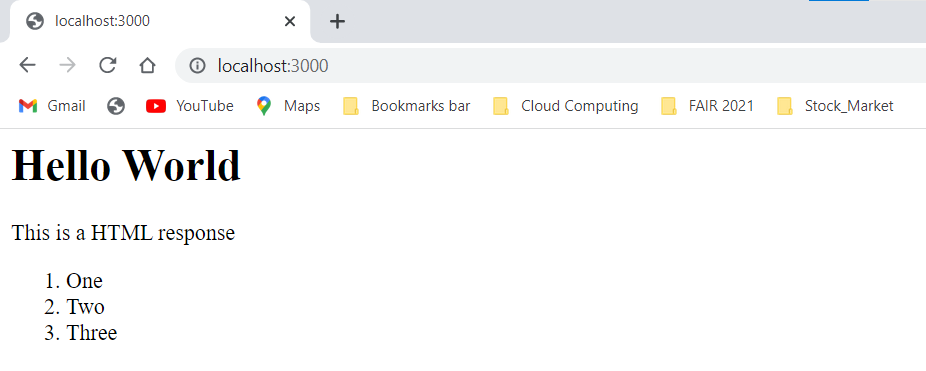 localhost:3000
localhost:3000
Gmail YouTube Maps Bookmarks bar Cloud Computing FAIR 2021 Stock_Market
Hello World
This is a HTML response
1. One
2. Two
3. Three